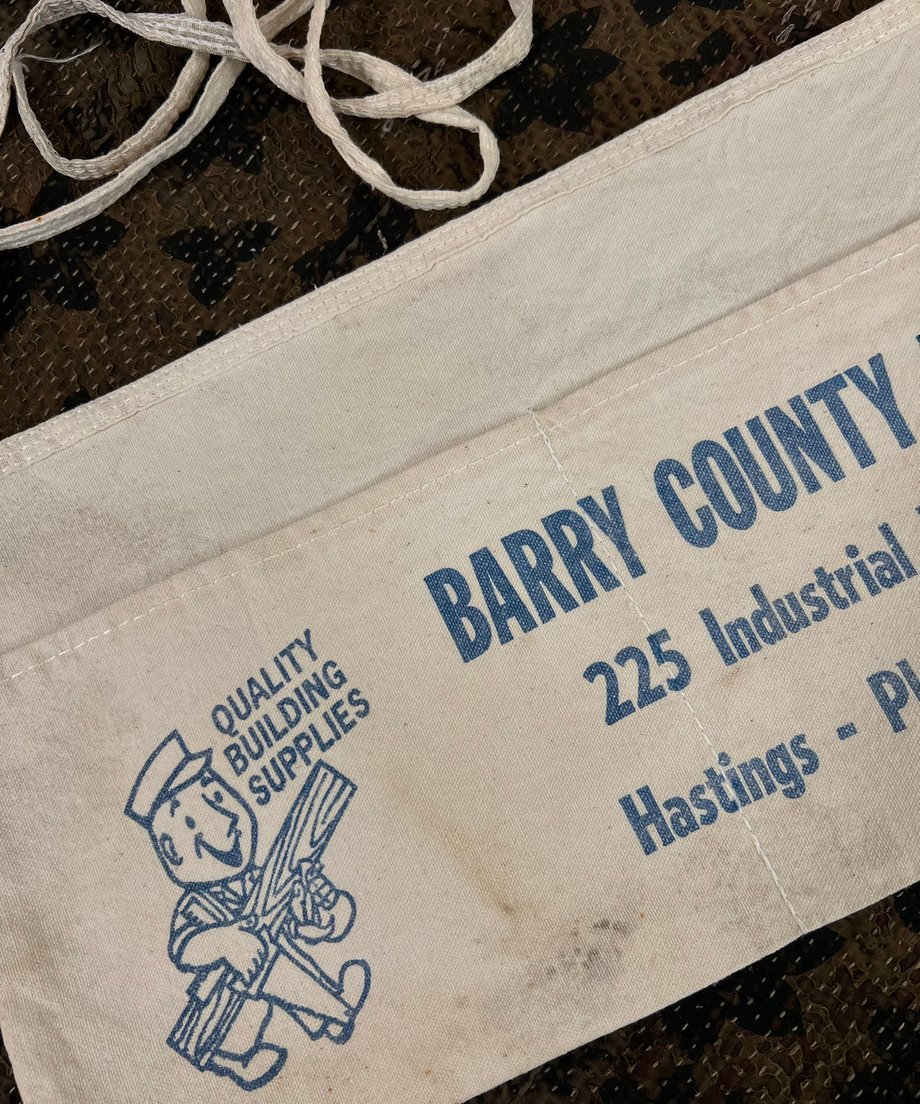 BARRY COUNTY
225 Industrial
Hastings -
QUALITY
BUILDING
SUPPLIES